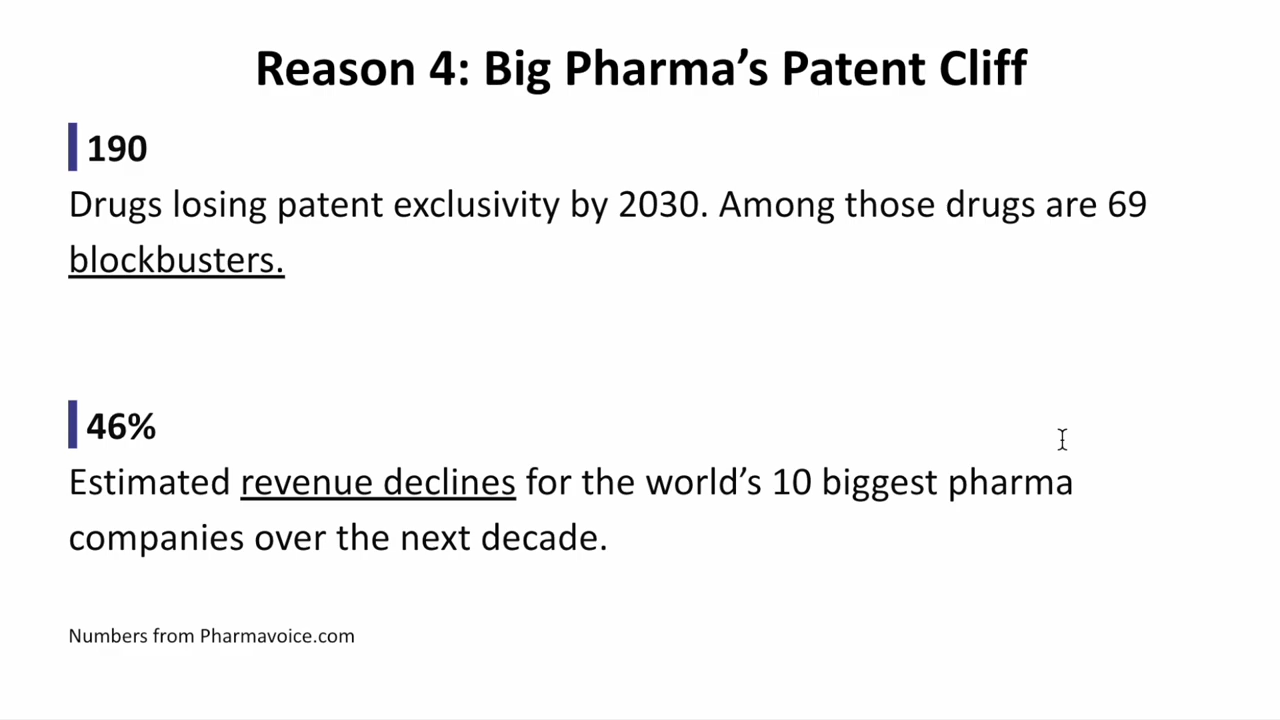 Reason 4: Big Pharma’s Patent Cliff
190
Drugs losing patent exclusivity by 2030. Among those drugs are 69
blockbusters.
46%
Estimated revenue declines for the world’s 10 biggest pharma
companies over the next decade.
Numbers from Pharmavoice.com